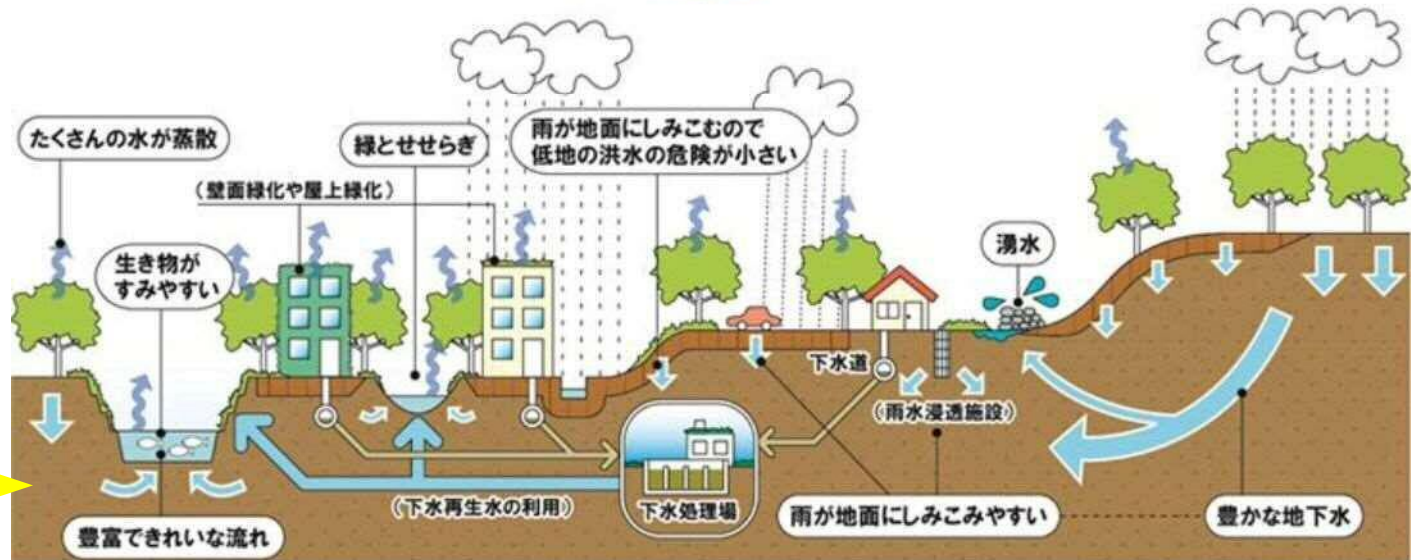 たくさんの水が蒸散
緑とせせらぎ
雨が地面にしみこむので
低地の洪水の危険が小さい
(壁面緑化や屋上緑化)
生き物が
すみやすい
湧水
下水道
(雨水浸透施設)
(下水再生水の利用)
下水処理場
雨が地面にしみこみやすい
豊かな地下水
豊富できれいな流れ